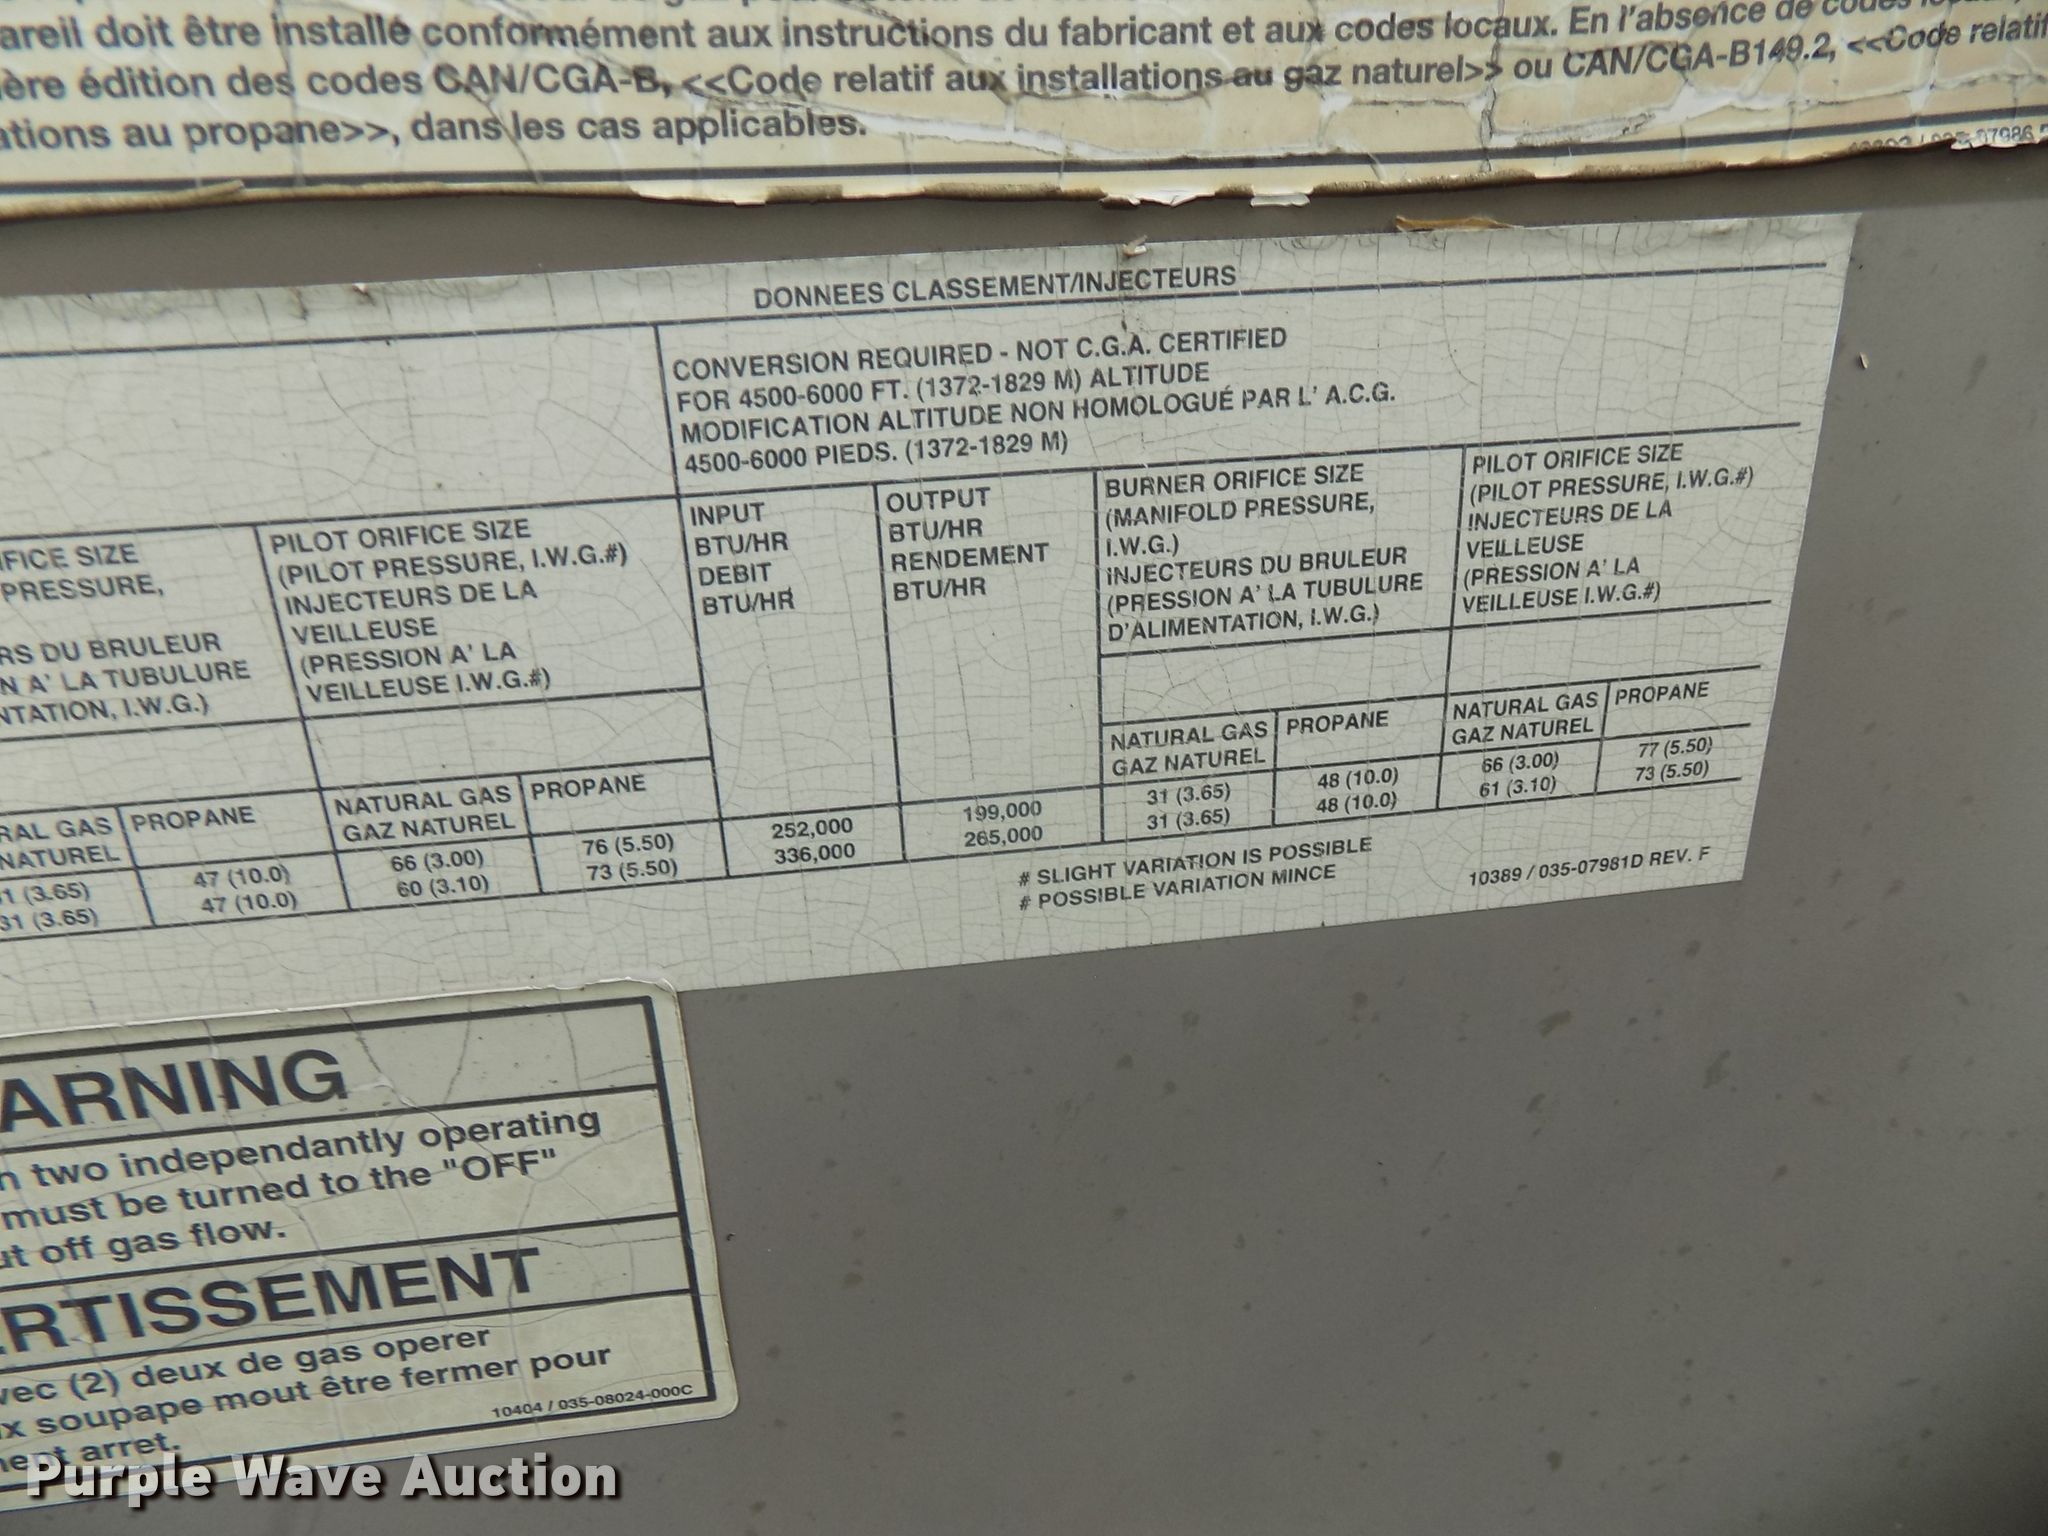 areil doit être installé conformément aux instructions du fabricant et aux codes locaux. En l'absence de codes
ère édition des codes CAN/CGA-B, <<Code relatif aux installations au gaz naturel>> ou CAN/CGA-B149.2, <<Code relatif
ations au propane>>, dans les cas applicables.
DONNEES CLASSEMENT/INJECTEURS
CONVERSION REQUIRED - NOT C.G.A. CERTIFIED
FOR 4500-6000 FT. (1372-1829 M) ALTITUDE
MODIFICATION ALTITUDE NON HOMOLOGUÉ PAR L' A.C.G.
4500-6000 PIEDS. (1372-1829 M)
IFICE SIZE
PRESSURE,
RS DU BRULEUR
N A' LA TUBULURE
NTATION, I.W.G.)
PILOT ORIFICE SIZE
(PILOT PRESSURE, I.W.G.#)
INJECTEURS DE LA
VEILLEUSE
(PRESSION A' LA
VEILLEUSE I.W.G.#)
INPUT
BTU/HR
DEBIT
BTU/HR
OUTPUT
BTU/HR
RENDEMENT
BTU/HR
BURNER ORIFICE SIZE
(MANIFOLD PRESSURE,
I.W.G.)
INJECTEURS DU BRULEUR
(PRESSION A' LA TUBULURE
D'ALIMENTATION, I.W.G.)
PILOT ORIFICE SIZE
(PILOT PRESSURE, I.W.G.#)
INJECTEURS DE LA
VEILLEUSE
(PRESSION A' LA
VEILLEUSE I.W.G.#)
RAL GAS PROPANE NATURAL GAS PROPANE NATURAL GAS PROPANE NATURAL GAS PROPANE
NATUREL GAZ NATUREL GAZ NATUREL GAZ NATUREL
1 (3.65) 47 (10.0) 66 (3.00) 76 (5.50) 252,000 199,000 31 (3.65) 48 (10.0) 66 (3.00) 77 (5.50)
31 (3.65) 47 (10.0) 60 (3.10) 73 (5.50) 336,000 265,000 31 (3.65) 48 (10.0) 61 (3.10) 73 (5.50)
# SLIGHT VARIATION IS POSSIBLE
# POSSIBLE VARIATION MINCE
10389 / 035-07981D REV. F
ARNING
n two independantly operating
must be turned to the "OFF"
ut off gas flow.
RTISSEMENT
vec (2) deux de gas operer
ux soupape mout être fermer pour
ment arret.
10404 / 035-08024-000C
Purple Wave Auction